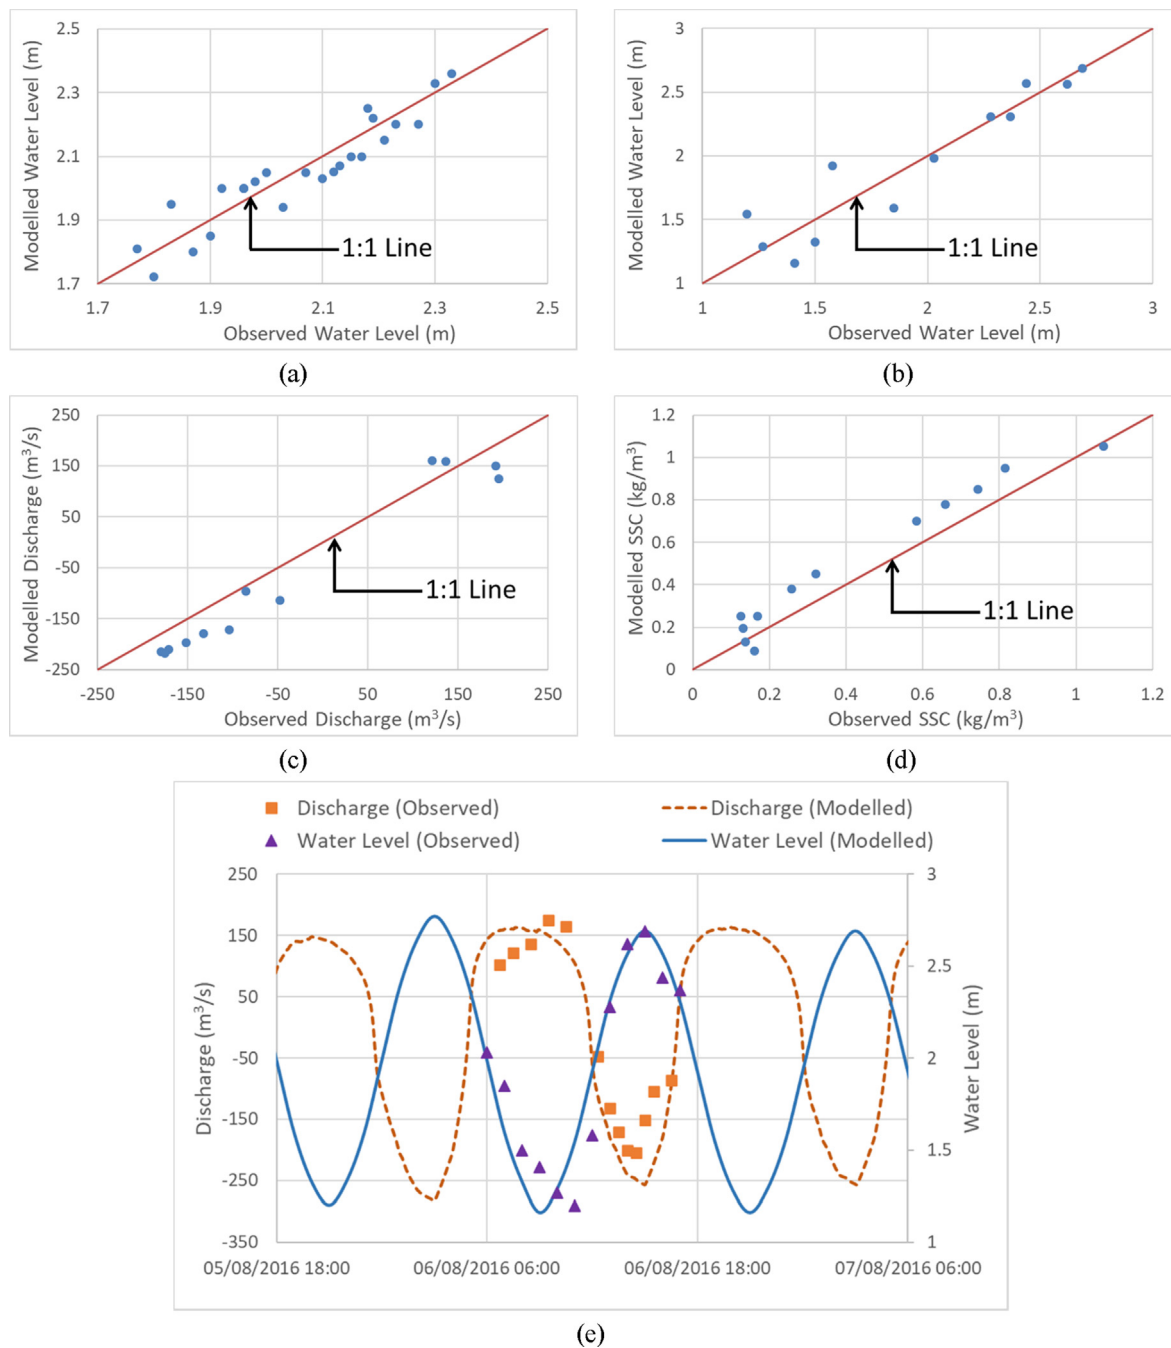 2.5
2.3
2.1
1.9
1.7
Modelled Water Level (m)
1:1 Line
1.7 1.9 2.1 2.3 2.5
Observed Water Level (m)
(a)
3
2.5
2
1.5
1
Modelled Water Level (m)
1:1 Line
1 1.5 2 2.5 3
Observed Water Level (m)
(b)
250
150
50
-50
-150
-250
Modelled Discharge (m³/s)
1:1 Line
-250 -150 -50 50 150 250
Observed Discharge (m³/s)
(c)
1.2
1
0.8
0.6
0.4
0.2
0
Modelled SSC (kg/m³)
1:1 Line
0 0.2 0.4 0.6 0.8 1 1.2
Observed SSC (kg/m³)
(d)
Discharge (Observed) Discharge (Modelled)
Water Level (Observed) Water Level (Modelled)
250
150
50
-50
-150
-250
-350
Discharge (m³/s)
3
2.5
2
1.5
1
Water Level (m)
05/08/2016 18:00 06/08/2016 06:00 06/08/2016 18:00 07/08/2016 06:00
(e)